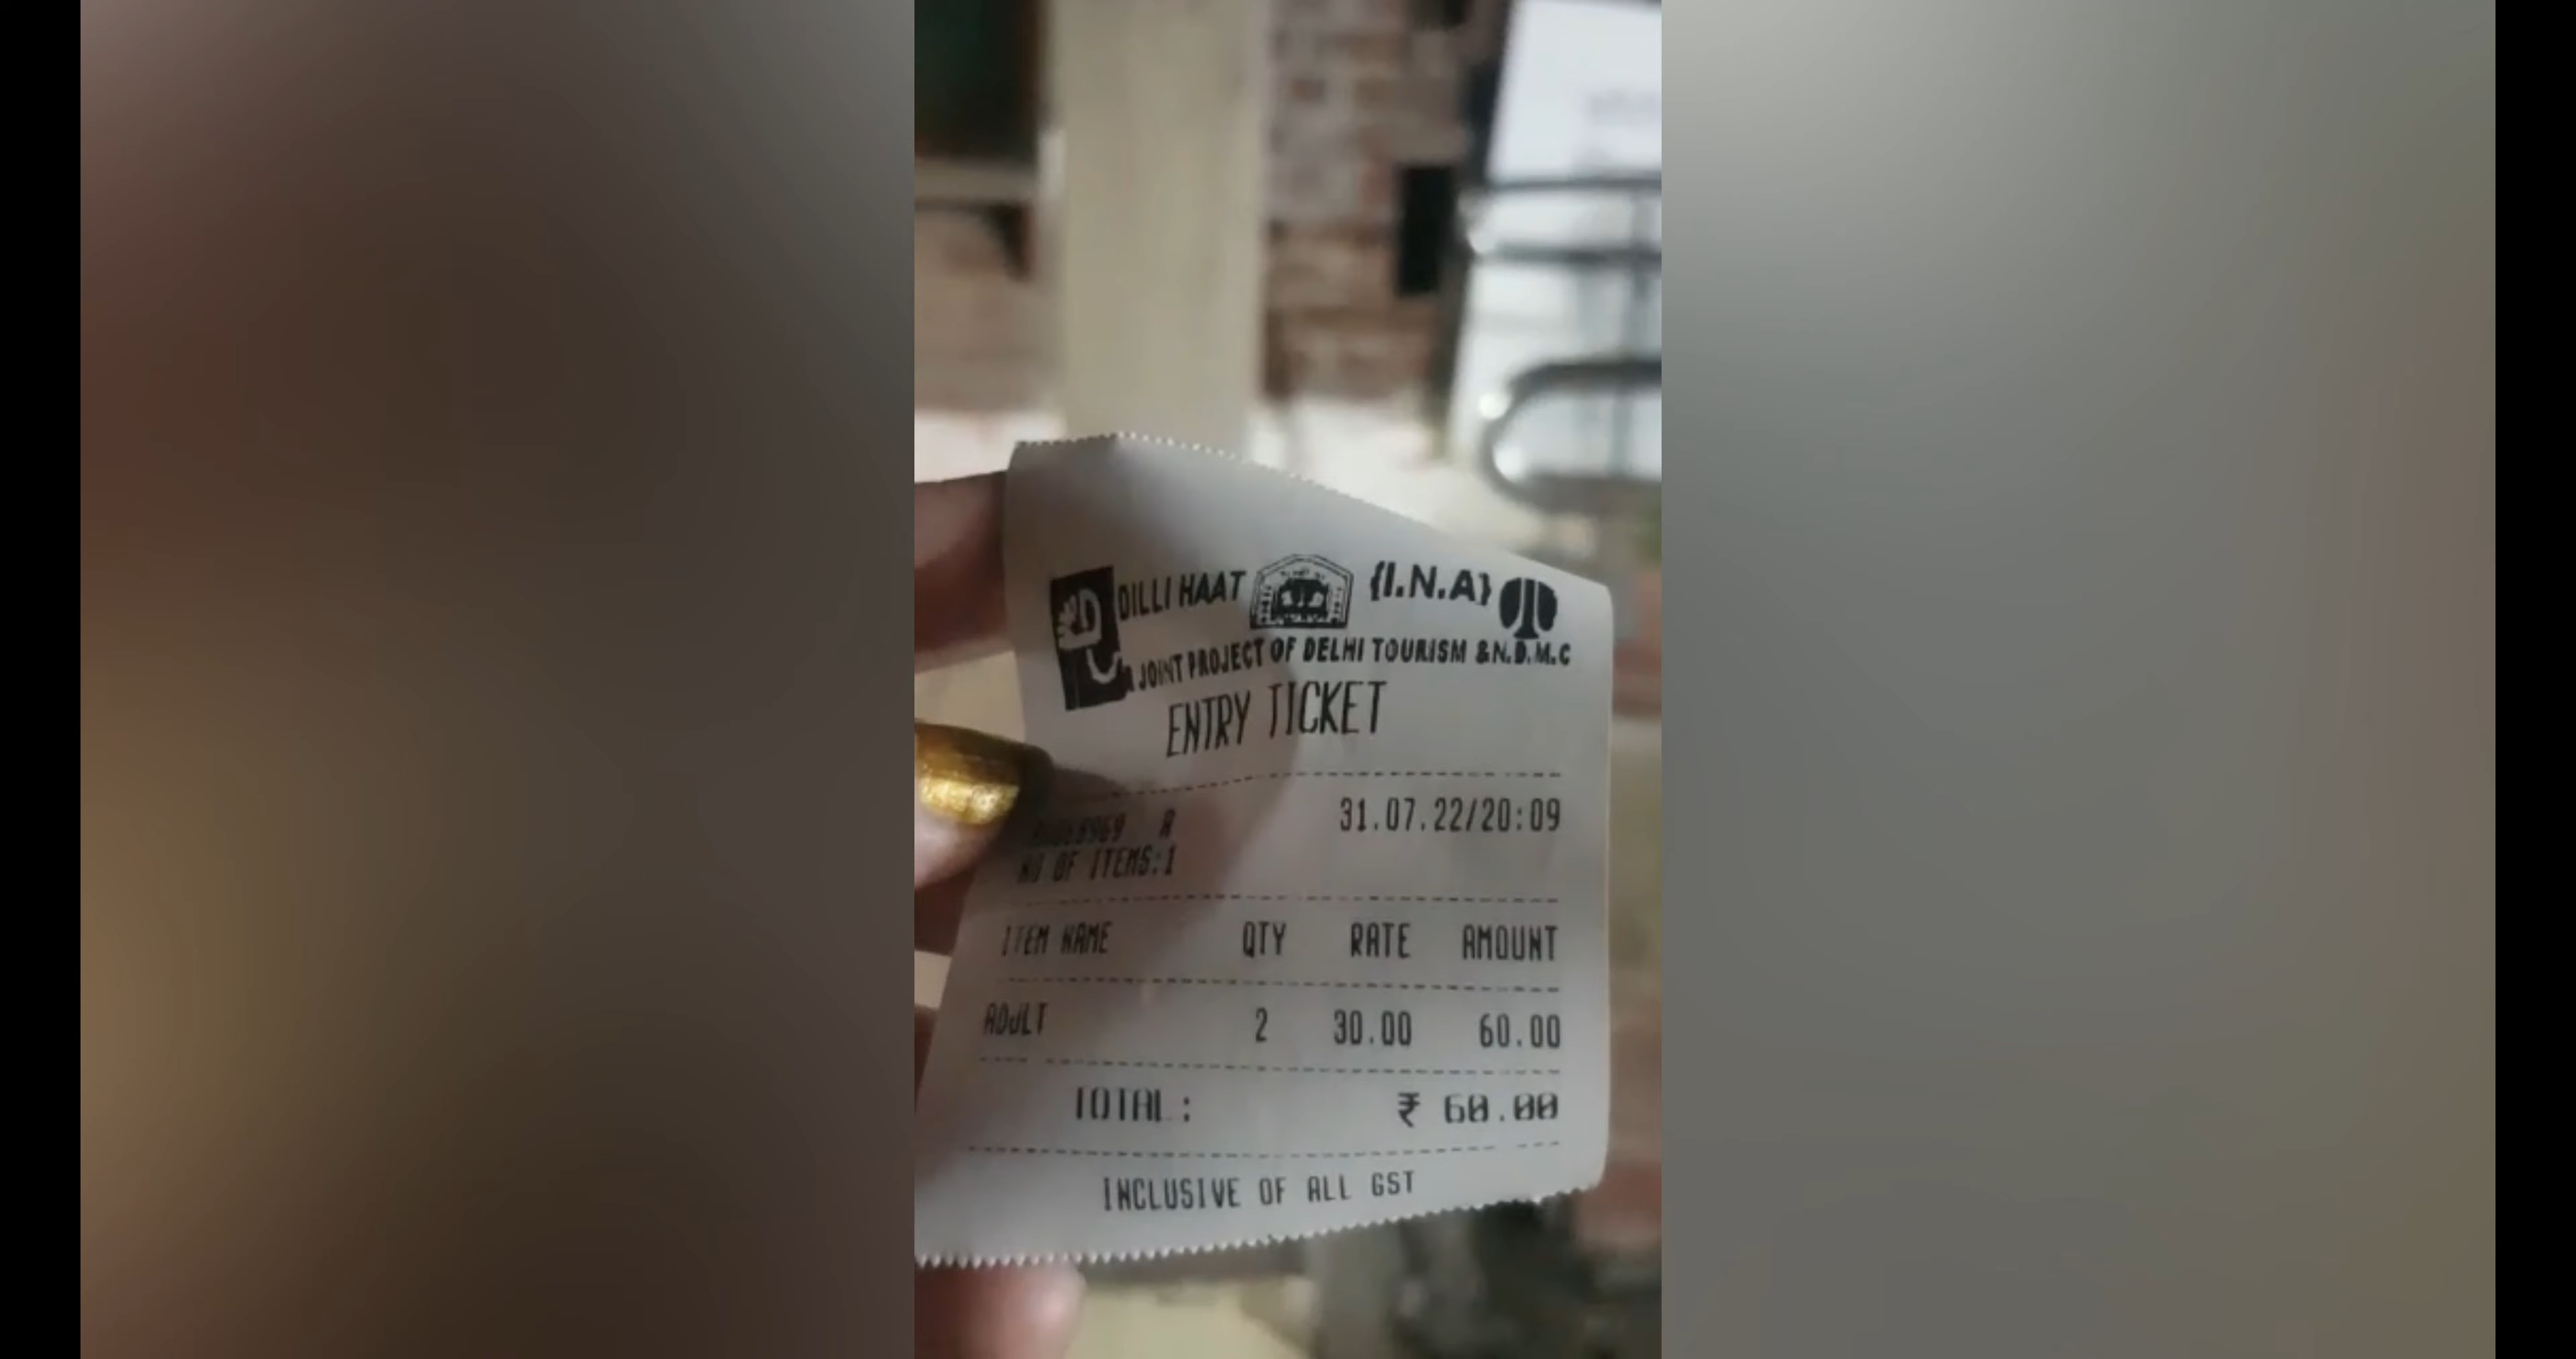 DILLI HAAT {I.N.A}
A JOINT PROJECT OF DELHI TOURISM &N.D.M.C
ENTRY TICKET
A 31.07.22/20:09
NO OF ITEMS:1
ITEM NAME QTY RATE AMOUNT
ADULT 2 30.00 60.00
TOTAL: ₹ 60.00
INCLUSIVE OF ALL GST